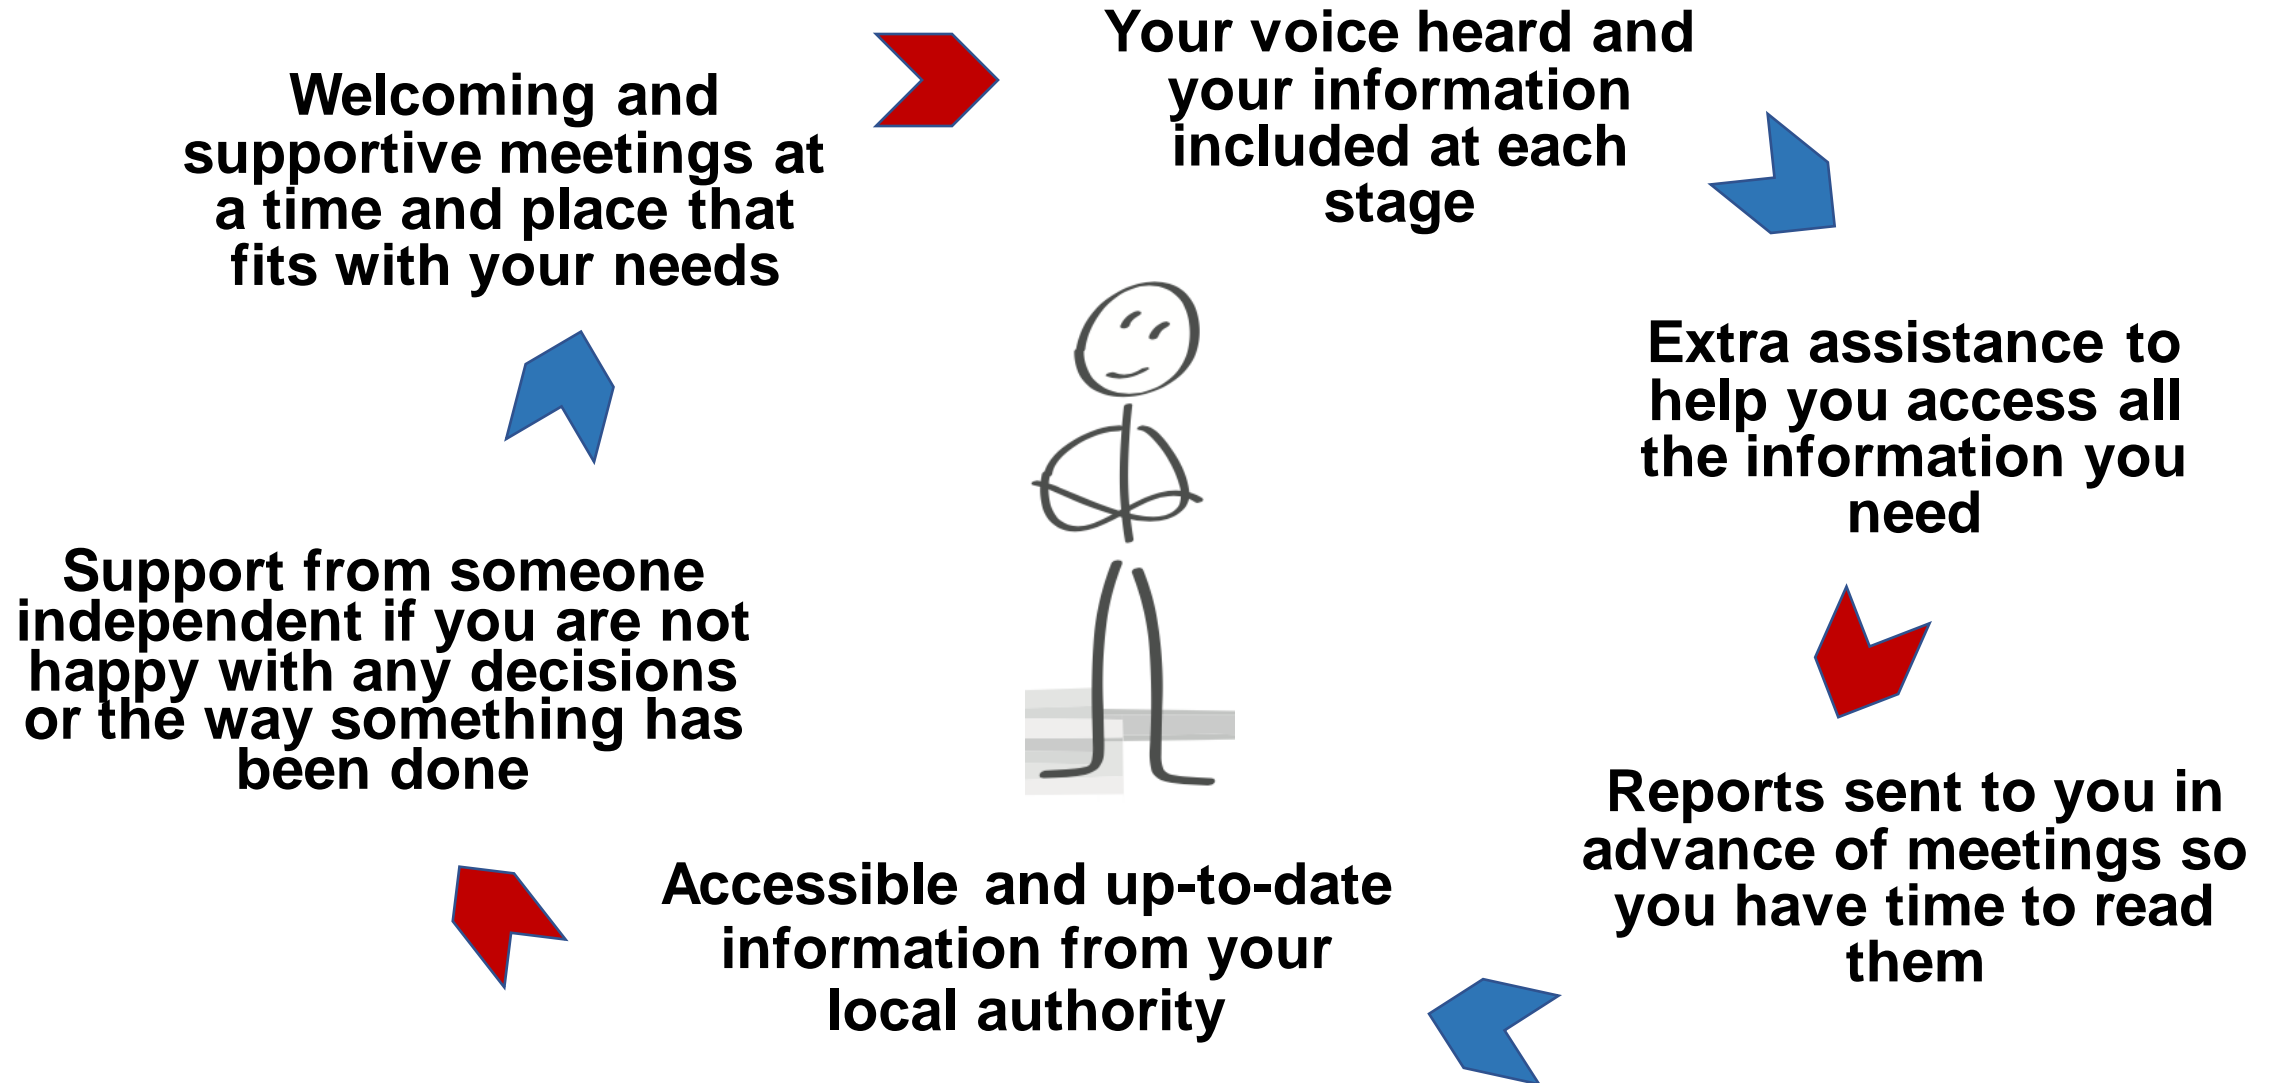 Welcoming and
supportive meetings at
a time and place that
fits with your needs
Your voice heard and
your information
included at each
stage
Extra assistance to
help you access all
the information you
need
Reports sent to you in
advance of meetings so
you have time to read
them
Accessible and up-to-date
information from your
local authority
Support from someone
independent if you are not
happy with any decisions
or the way something has
been done